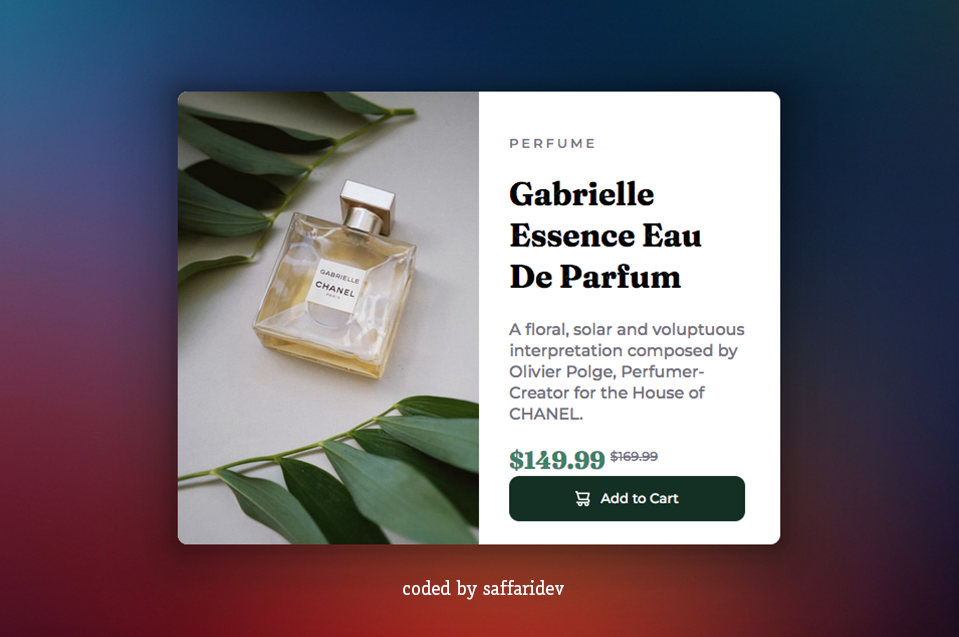 GABRIELLE
CHANEL
PARIS
PERFUME
Gabrielle
Essence Eau
De Parfum
A floral, solar and voluptuous
interpretation composed by
Olivier Polge, Perfumer-
Creator for the House of
CHANEL.
$149.99 $169.99
Add to Cart
coded by saffaridev